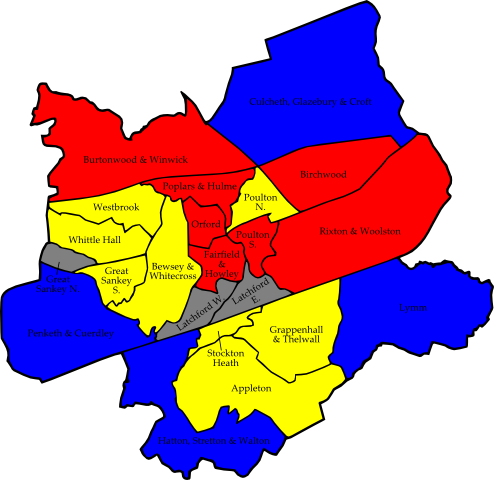 Culcheth, Glazebury & Croft
Burtonwood & Winwick
Birchwood
Poplars & Hulme
Poulton
N.
Westbrook
Orford
Rixton & Woolston
Poulton
S.
Whittle Hall
Fairfield
&
Howley
Bewsey &
Whitecross
Great
Sankey
S.
Great
Sankey N.
Latchford
E.
Latchford W.
Lymm
Penketh & Cuerdley
Grappenhall
& Thelwall
Stockton
Heath
Appleton
Hatton, Stretton & Walton